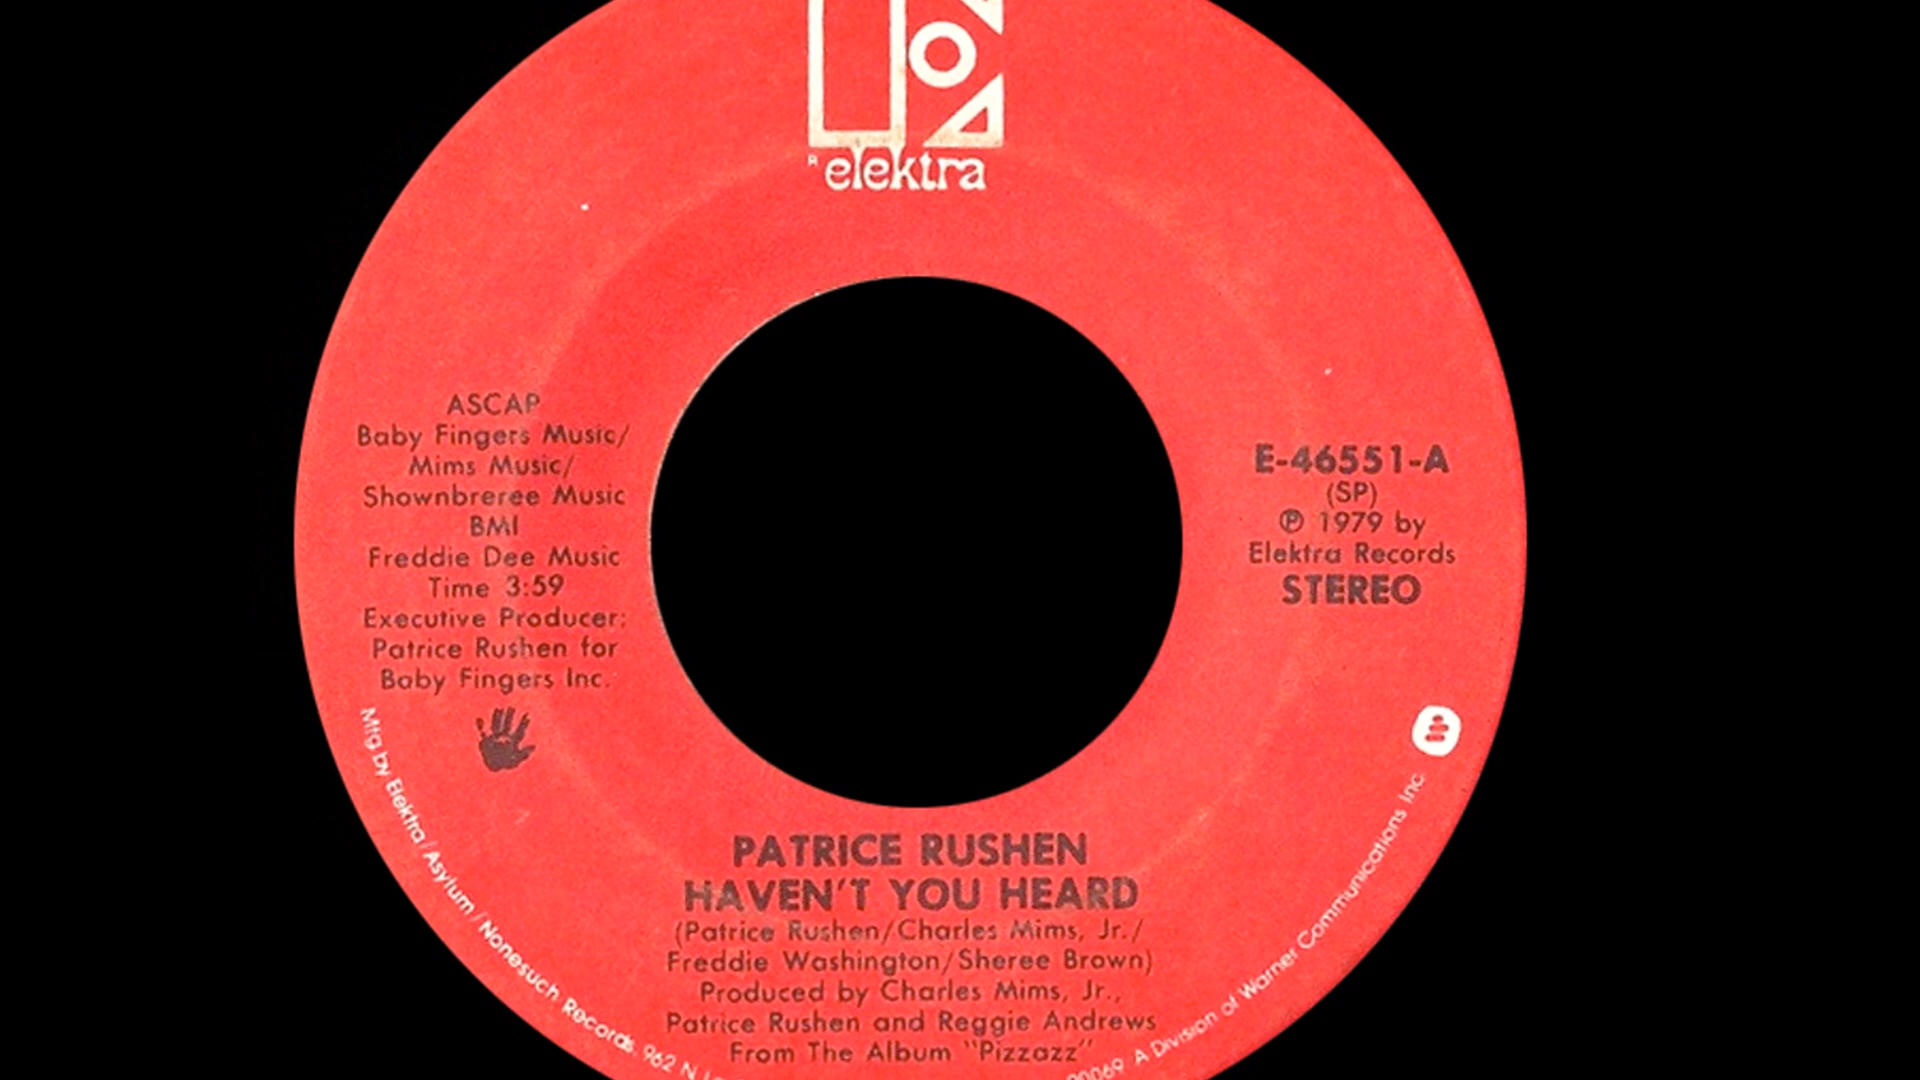 R elektra
ASCAP
Baby Fingers Music/
Mims Music/
Shownbreree Music
BMI
Freddie Dee Music
Time 3:59
Executive Producer:
Patrice Rushen for
Baby Fingers Inc.
E-46551-A
(SP)
℗ 1979 by
Elektra Records
STEREO
PATRICE RUSHEN
HAVEN'T YOU HEARD
(Patrice Rushen/Charles Mims, Jr./
Freddie Washington/Sheree Brown)
Produced by Charles Mims, Jr.,
Patrice Rushen and Reggie Andrews
From The Album "Pizzazz"
Mfg. by Elektra/Asylum/Nonesuch Records, 962 N. 90069 A Division of Warner Communications Inc.